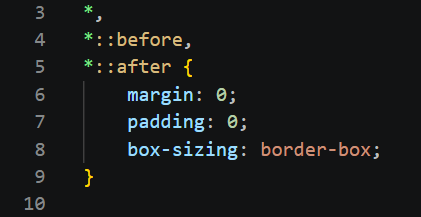 3 *,
4 *::before,
5 *::after {
6 margin: 0;
7 padding: 0;
8 box-sizing: border-box;
9 }
10